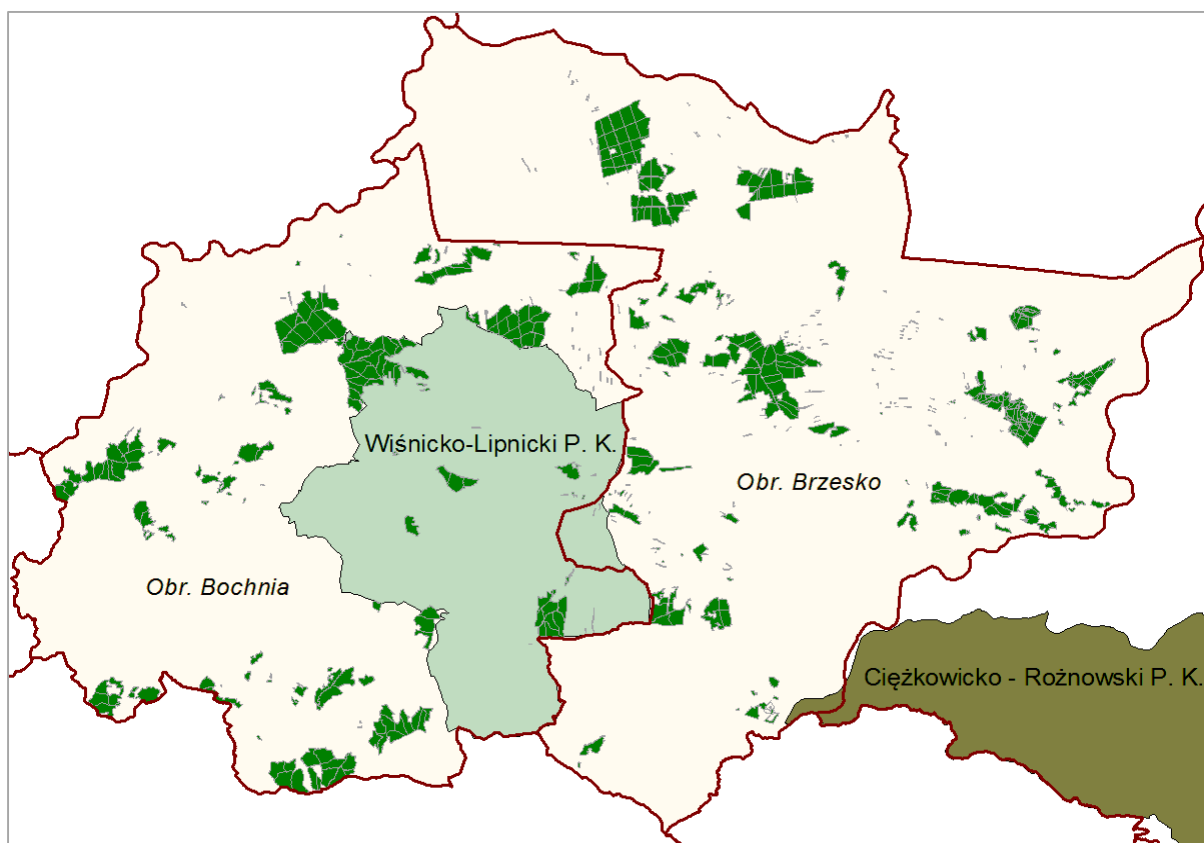 Wiśnicko-Lipnicki P. K.
Obr. Brzesko
Obr. Bochnia
Ciężkowicko - Rożnowski P. K.